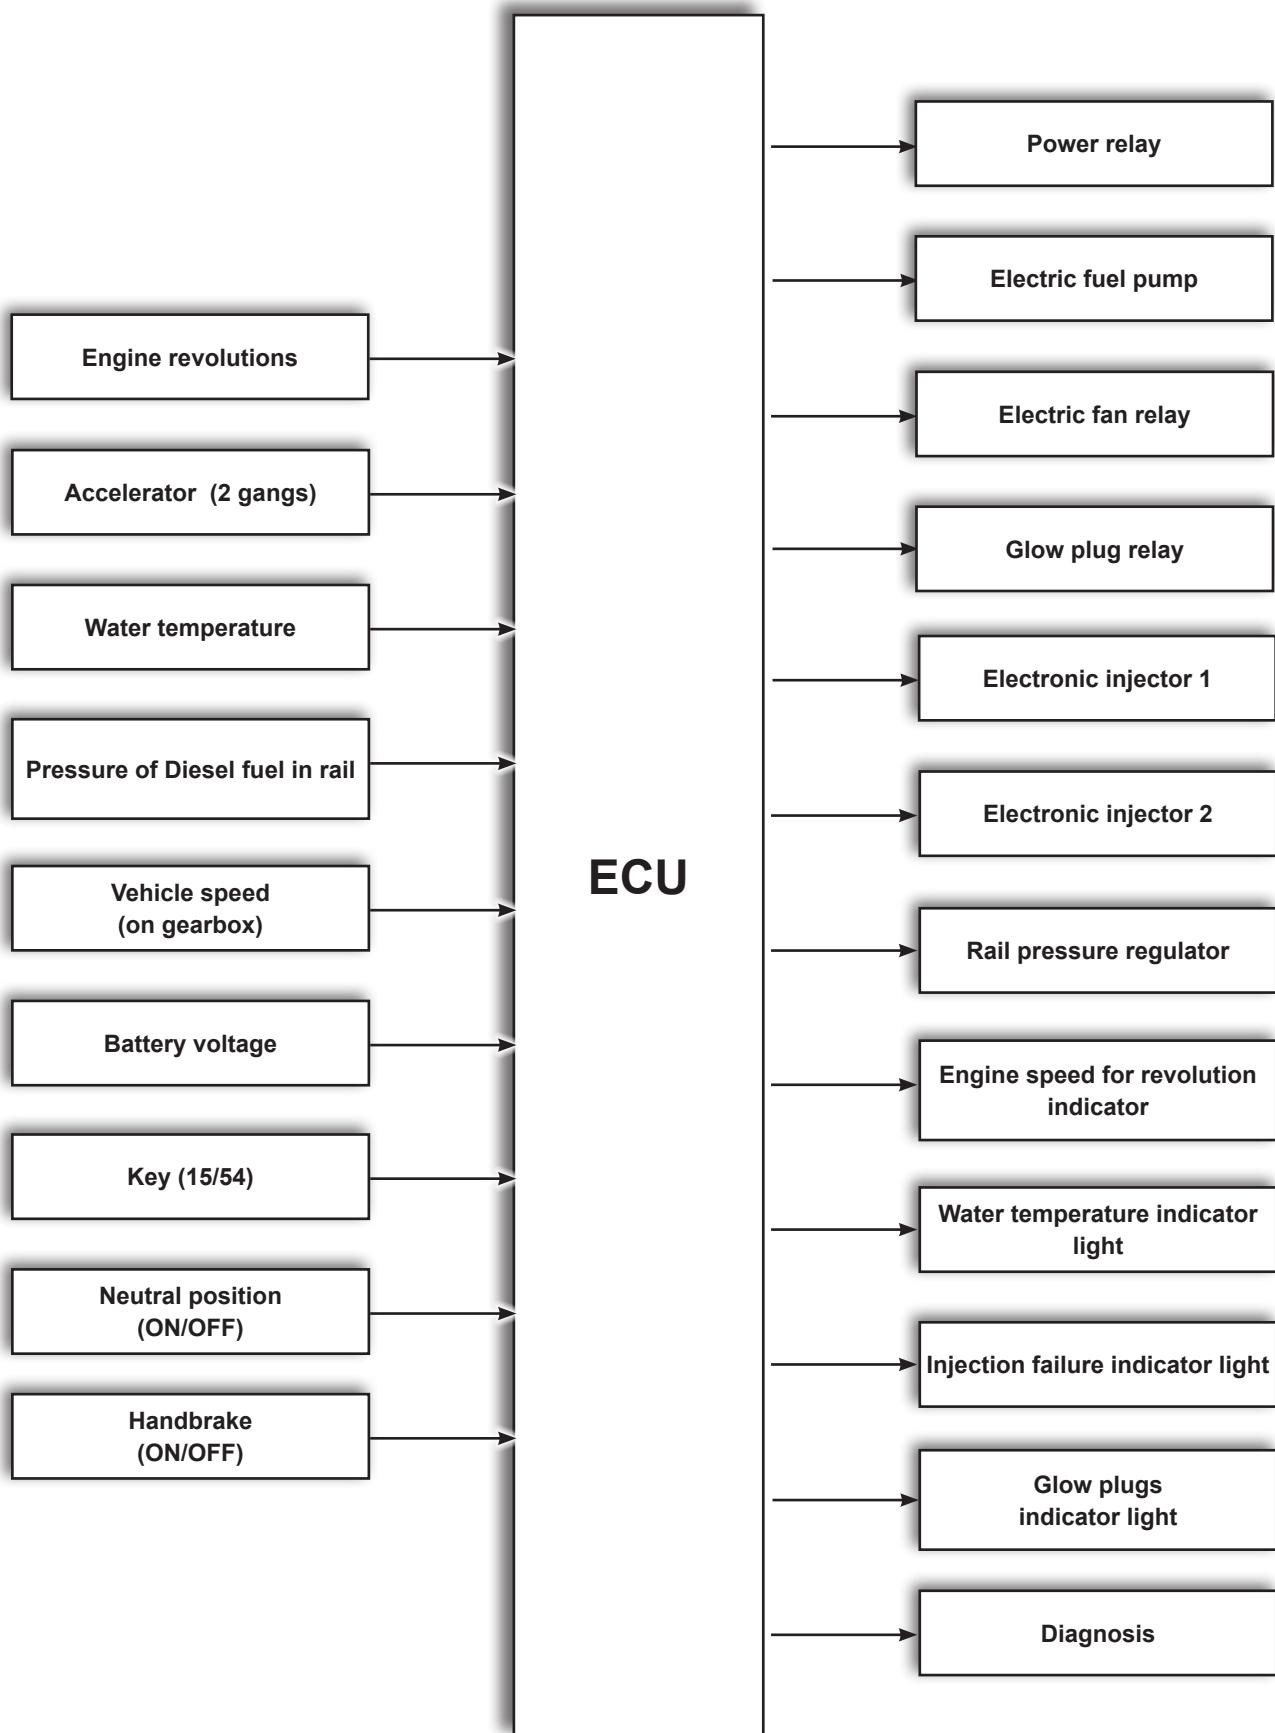 Engine revolutions
Accelerator (2 gangs)
Water temperature
Pressure of Diesel fuel in rail
Vehicle speed
(on gearbox)
Battery voltage
Key (15/54)
Neutral position
(ON/OFF)
Handbrake
(ON/OFF)
ECU
Power relay
Electric fuel pump
Electric fan relay
Glow plug relay
Electronic injector 1
Electronic injector 2
Rail pressure regulator
Engine speed for revolution
indicator
Water temperature indicator
light
Injection failure indicator light
Glow plugs
indicator light
Diagnosis